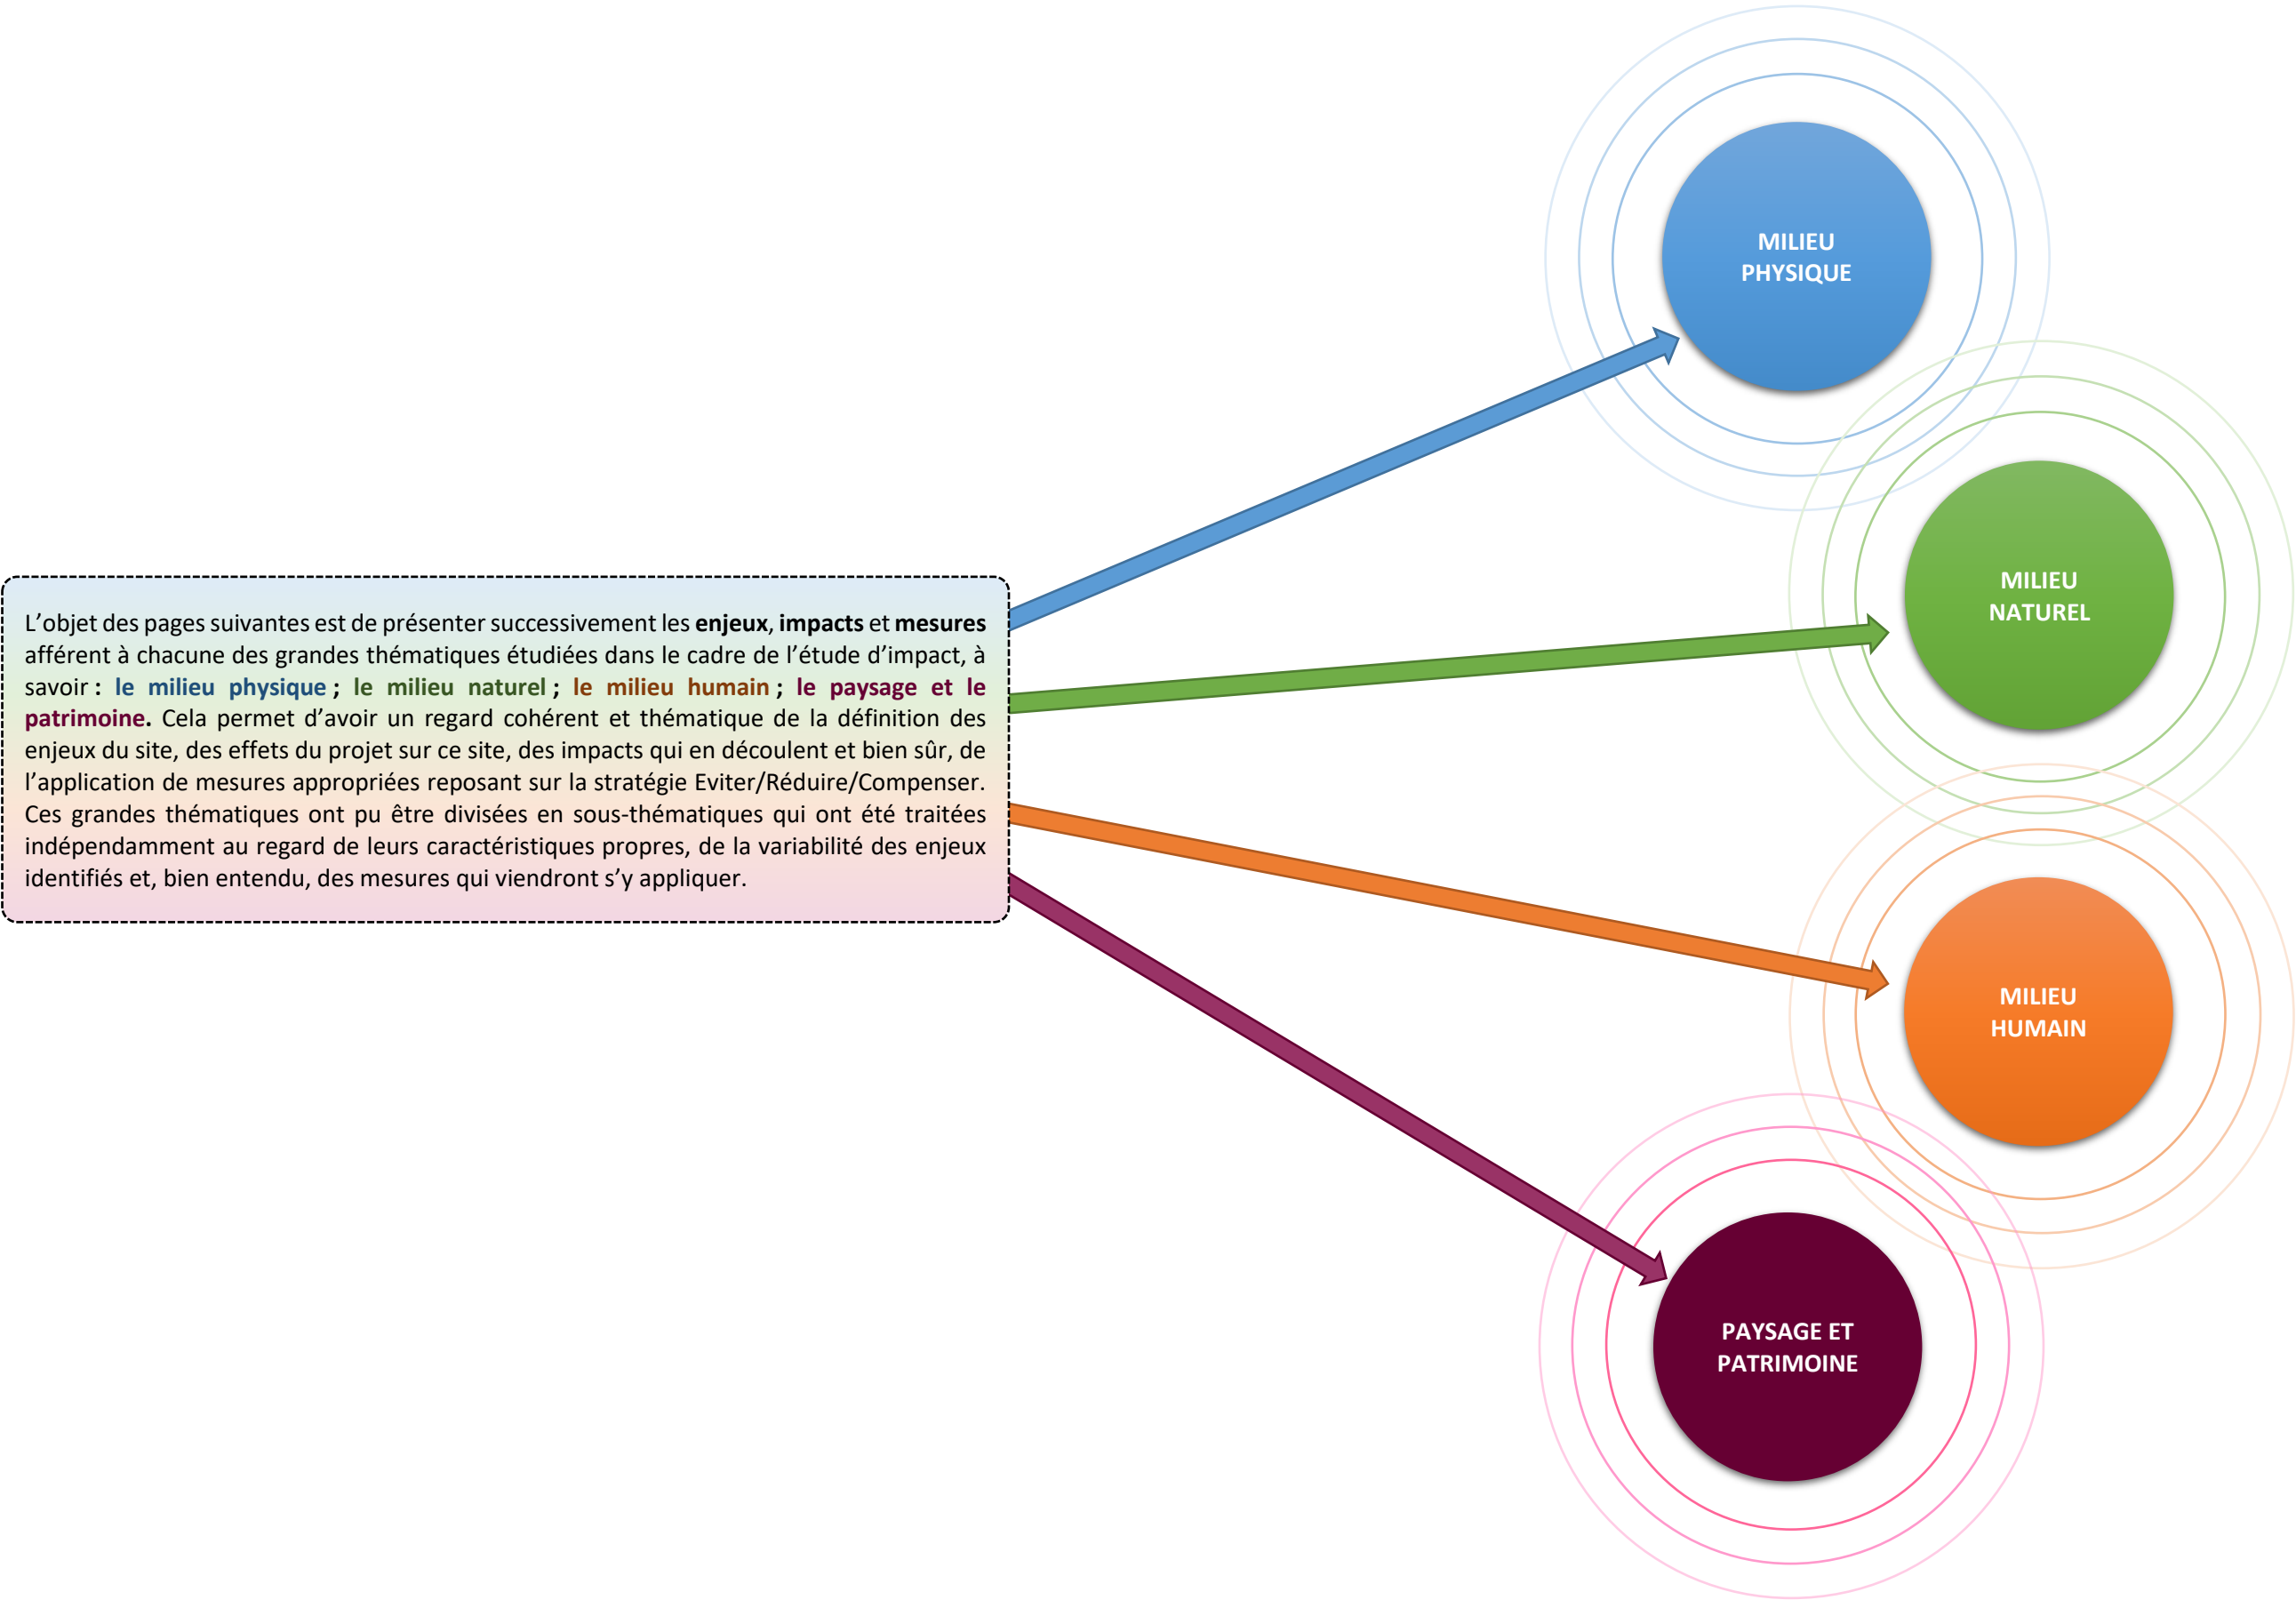 L’objet des pages suivantes est de présenter successivement les enjeux, impacts et mesures
afférent à chacune des grandes thématiques étudiées dans le cadre de l’étude d’impact, à
savoir : le milieu physique ; le milieu naturel ; le milieu humain ; le paysage et le
patrimoine. Cela permet d’avoir un regard cohérent et thématique de la définition des
enjeux du site, des effets du projet sur ce site, des impacts qui en découlent et bien sûr, de
l’application de mesures appropriées reposant sur la stratégie Eviter/Réduire/Compenser.
Ces grandes thématiques ont pu être divisées en sous-thématiques qui ont été traitées
indépendamment au regard de leurs caractéristiques propres, de la variabilité des enjeux
identifiés et, bien entendu, des mesures qui viendront s’y appliquer.
MILIEU
PHYSIQUE
MILIEU
NATUREL
MILIEU
HUMAIN
PAYSAGE ET
PATRIMOINE